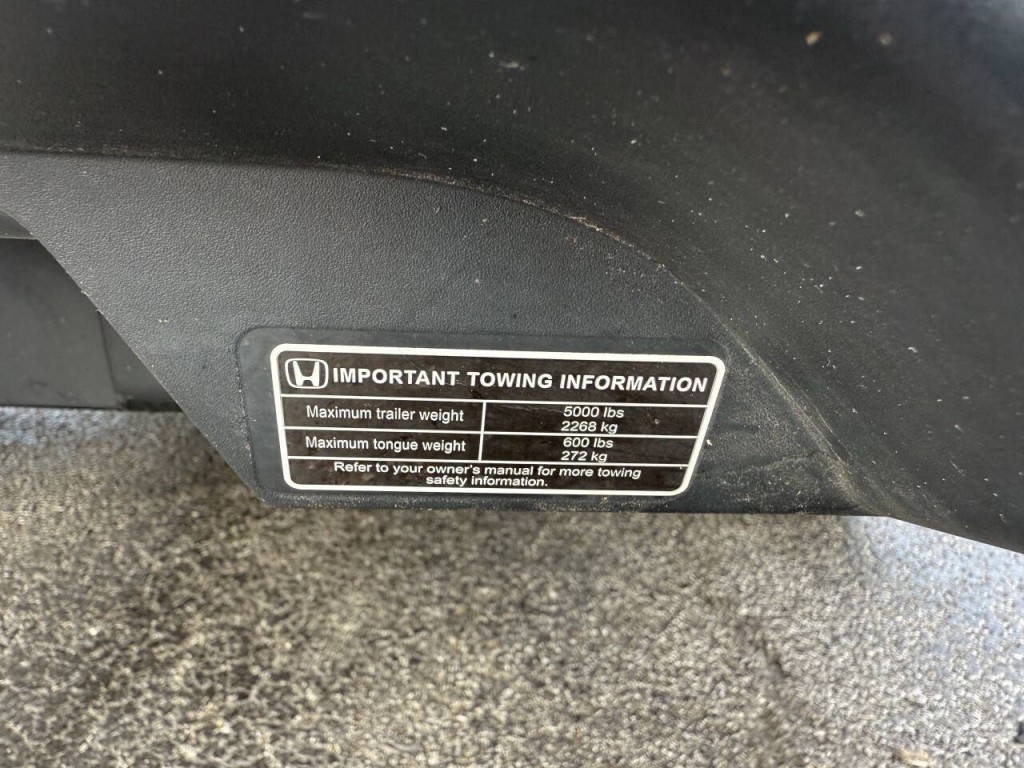 IMPORTANT TOWING INFORMATION
Maximum trailer weight
5000 lbs
2268 kg
Maximum tongue weight
600 lbs
272 kg
Refer to your owner's manual for more towing
safety information.